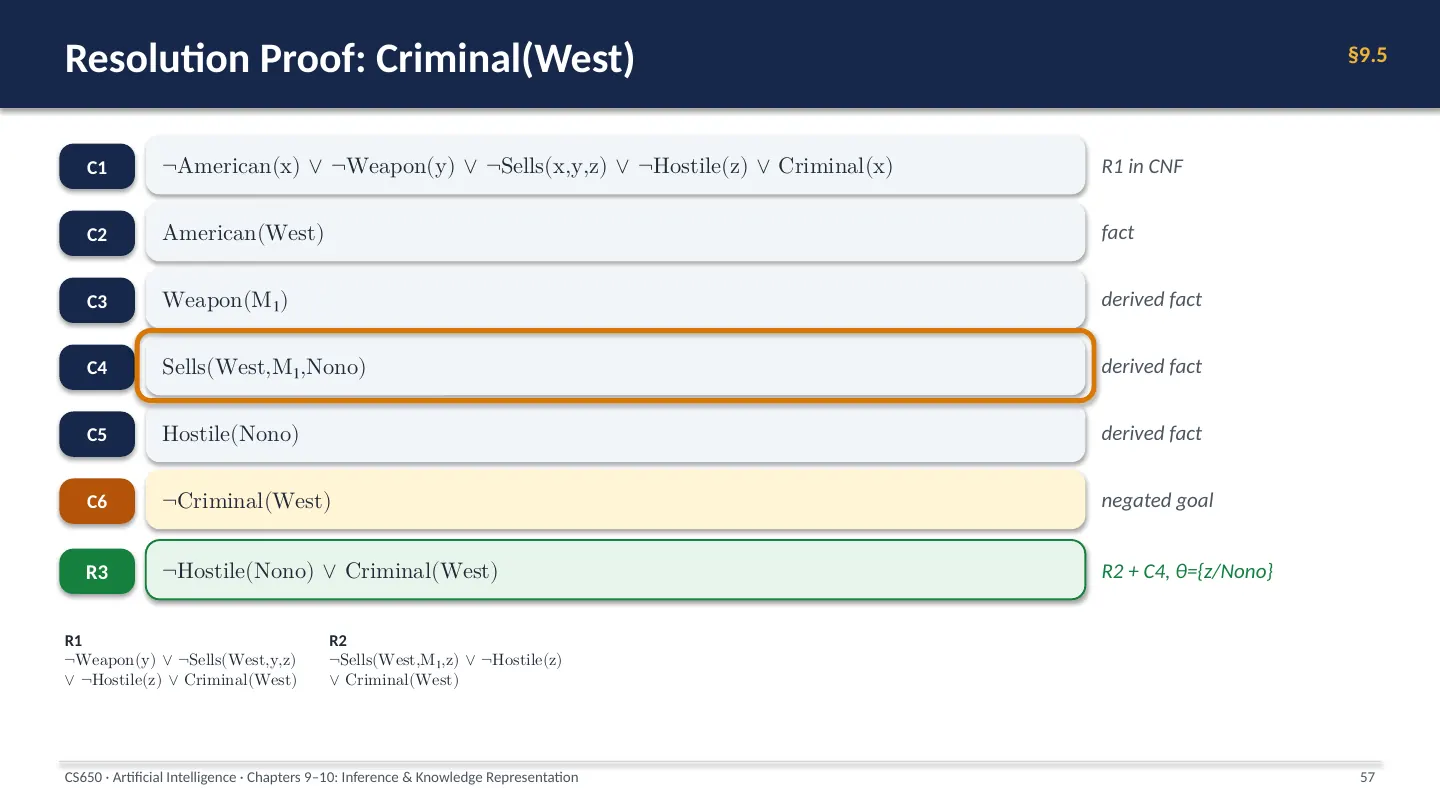 Resolution Proof: Criminal(West)
§9.5
C1 ¬American(x) ∨ ¬Weapon(y) ∨ ¬Sells(x,y,z) ∨ ¬Hostile(z) ∨ Criminal(x) R1 in CNF
C2 American(West) fact
C3 Weapon(M₁) derived fact
C4 Sells(West,M₁,Nono) derived fact
C5 Hostile(Nono) derived fact
C6 ¬Criminal(West) negated goal
R3 ¬Hostile(Nono) ∨ Criminal(West) R2 + C4, θ={z/Nono}
R1
¬Weapon(y) ∨ ¬Sells(West,y,z)
∨ ¬Hostile(z) ∨ Criminal(West)
R2
¬Sells(West,M₁,z) ∨ ¬Hostile(z)
∨ Criminal(West)
CS650 · Artificial Intelligence · Chapters 9–10: Inference & Knowledge Representation
57